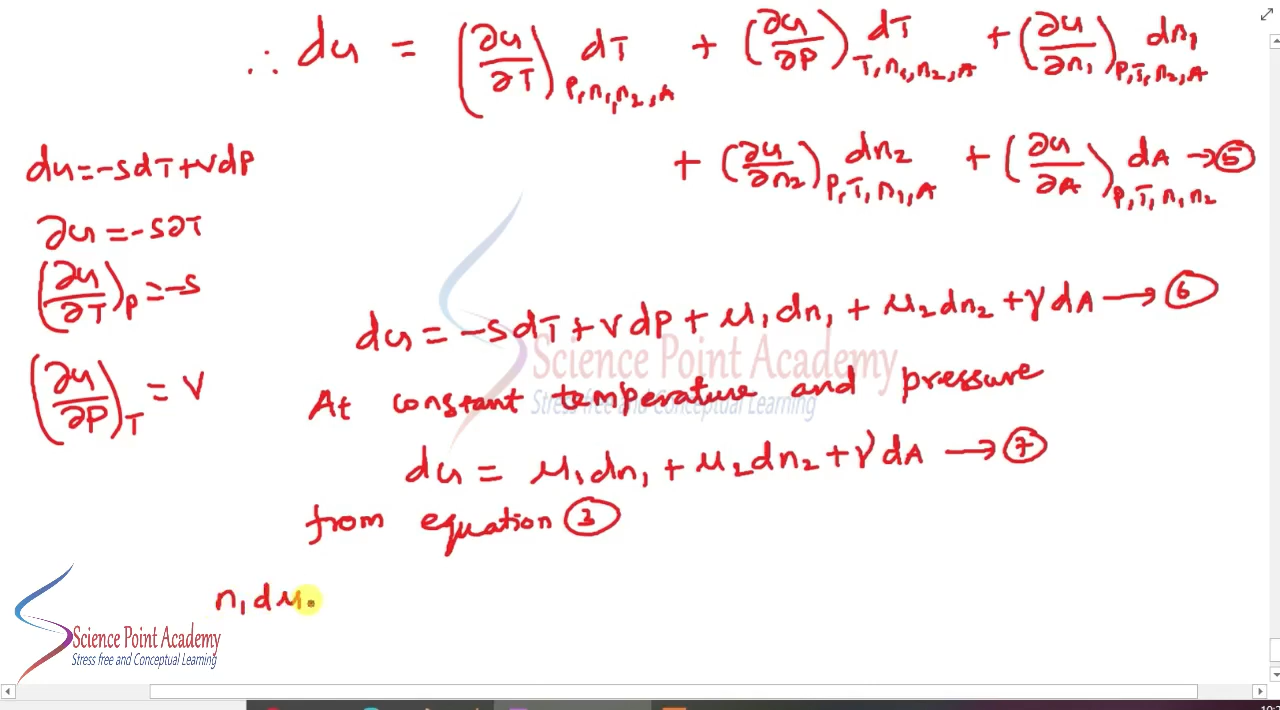 ∴ du = (∂u/∂T)P,n1,n2,A dT + (∂u/∂P)T,n1,n2,A dT + (∂u/∂n1)P,T,n2,A dn1
+ (∂u/∂n2)P,T,n1,A dn2 + (∂u/∂A)P,T,n1,n2 dA → 5
du = -SdT + VdP
∂u = -S∂T
(∂u/∂T)P = -S
(∂u/∂P)T = V
du = -SdT + VdP + μ1dn1 + μ2dn2 + γdA → 6
Science Point Academy
At constant temperature and pressure
Stress free and Conceptual Learning
du = μ1dn1 + μ2dn2 + γdA → 7
from equation 3
n1dμ
Science Point Academy
Stress free and Conceptual Learning